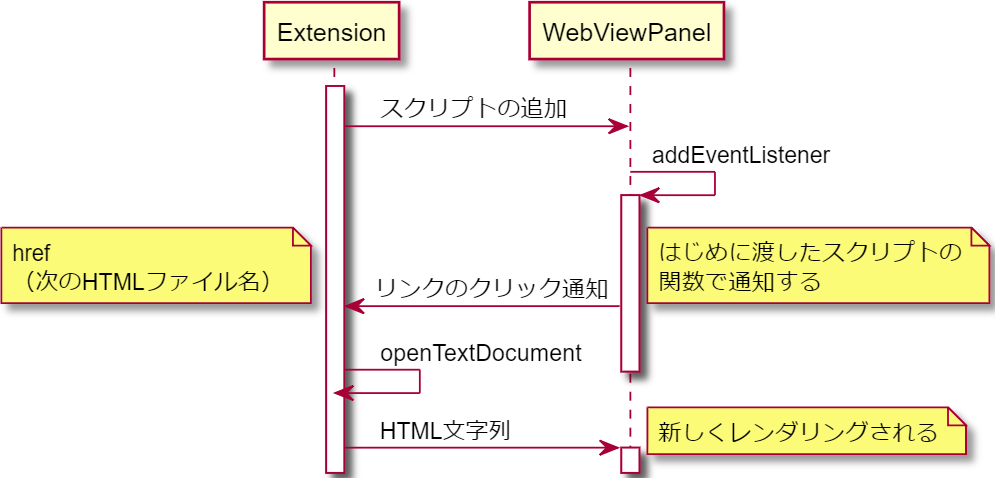 Extension
WebViewPanel
スクリプトの追加
addEventListener
href
（次のHTMLファイル名）
はじめに渡したスクリプトの
関数で通知する
リンクのクリック通知
openTextDocument
HTML文字列
新しくレンダリングされる